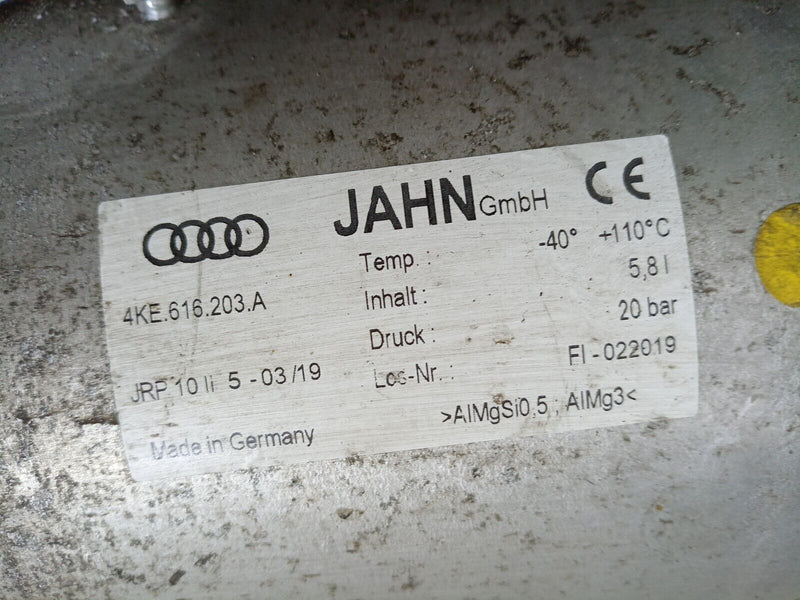 JAHN GmbH CE
Temp.: -40° +110°C
4KE.616.203.A
Inhalt: 5,8 l
Druck: 20 bar
JRP 10 li 5 - 03/19
Los-Nr.: FI-022019
>AlMgSi0,5 ; AlMg3<
Made in Germany